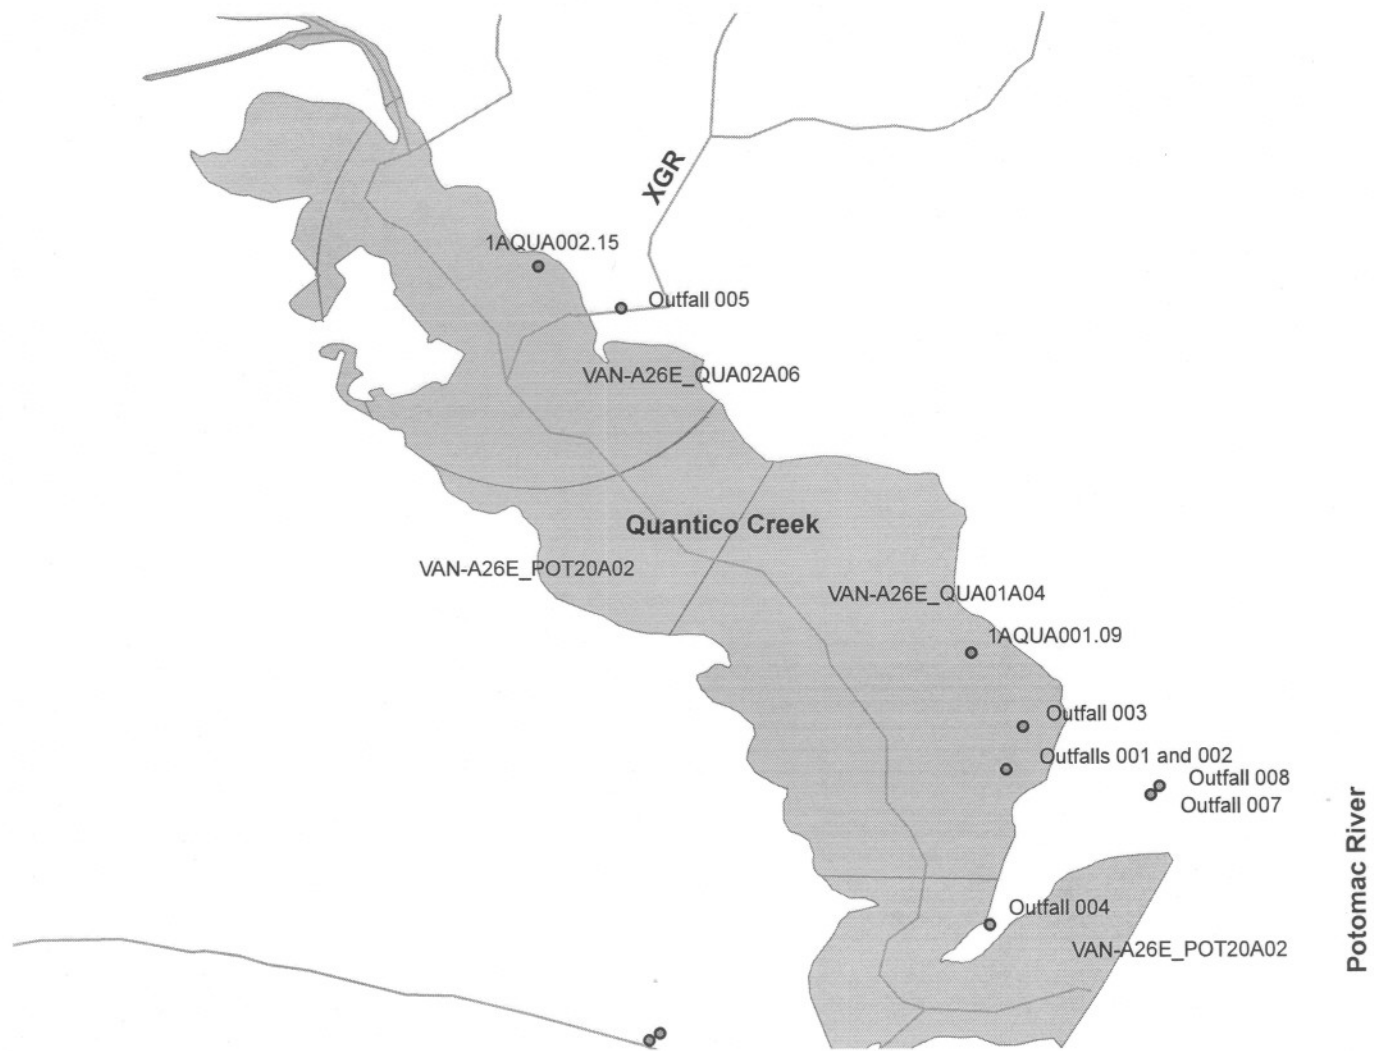 XGR
1AQUA002.15
Outfall 005
VAN-A26E_QUA02A06
Quantico Creek
VAN-A26E_POT20A02
VAN-A26E_QUA01A04
1AQUA001.09
Outfall 003
Outfalls 001 and 002
Outfall 008
Outfall 007
Potomac River
Outfall 004
VAN-A26E_POT20A02